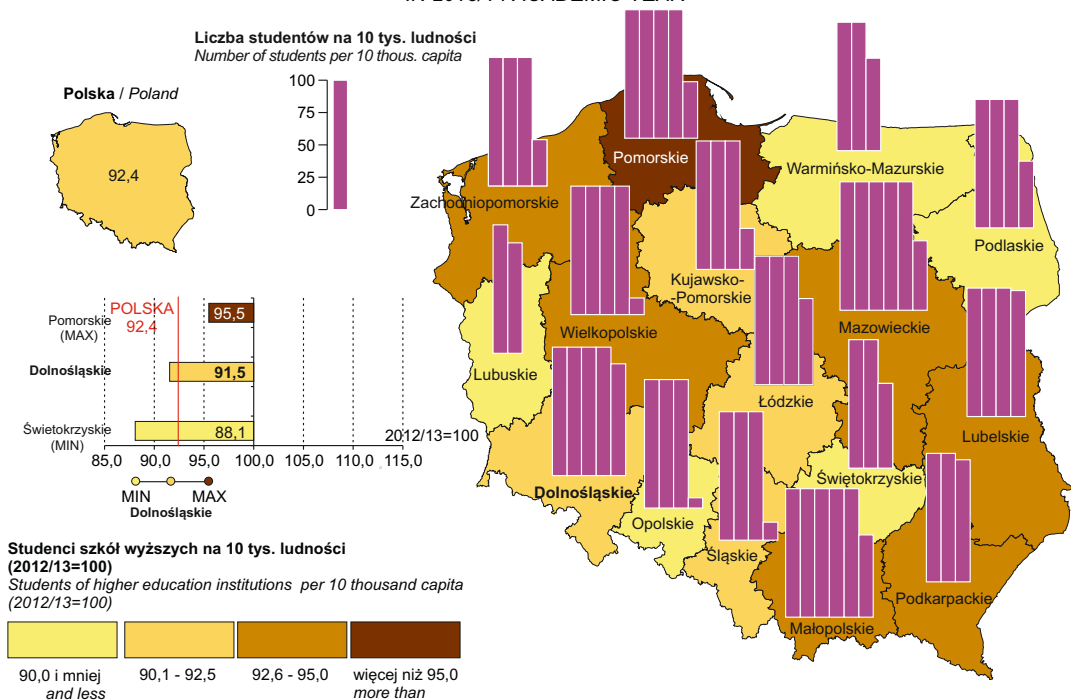 Liczba studentów na 10 tys. ludności
Number of students per 10 thous. capita
100
75
50
25
0
Polska / Poland
92,4
Pomorskie
Warmińsko-Mazurskie
Zachodniopomorskie
Podlaskie
Kujawsko-
-Pomorskie
Mazowieckie
Wielkopolskie
Lubuskie
Łódzkie
Lubelskie
Dolnośląskie
Świętokrzyskie
Opolskie
Śląskie
Podkarpackie
Małopolskie
POLSKA
92,4
Pomorskie
(MAX)
95,5
Dolnośląskie
91,5
Świetokrzyskie
(MIN)
88,1
2012/13=100
85,0 90,0 95,0 100,0 105,0 110,0 115,0
MIN MAX
Dolnośląskie
Studenci szkół wyższych na 10 tys. ludności
(2012/13=100)
Students of higher education institutions per 10 thousand capita
(2012/13=100)
90,0 i mniej
and less
90,1 - 92,5
92,6 - 95,0
więcej niż 95,0
more than